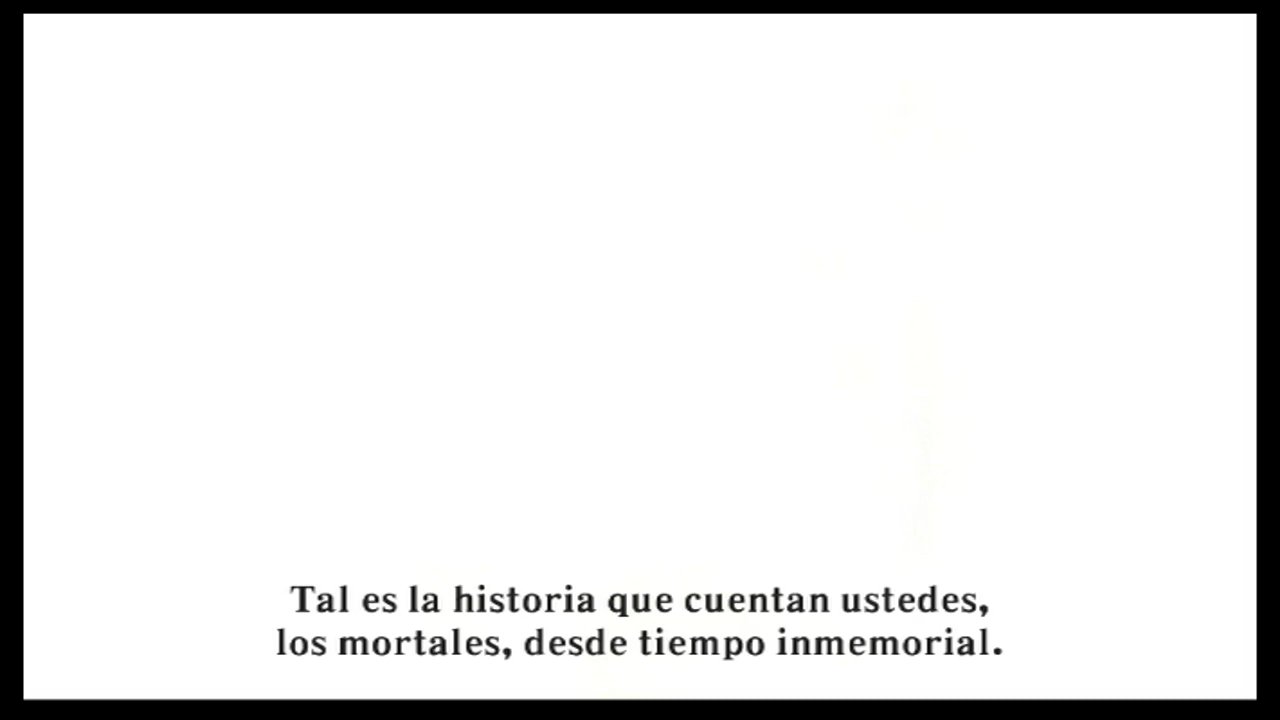 Tal es la historia que cuentan ustedes,
los mortales, desde tiempo inmemorial.